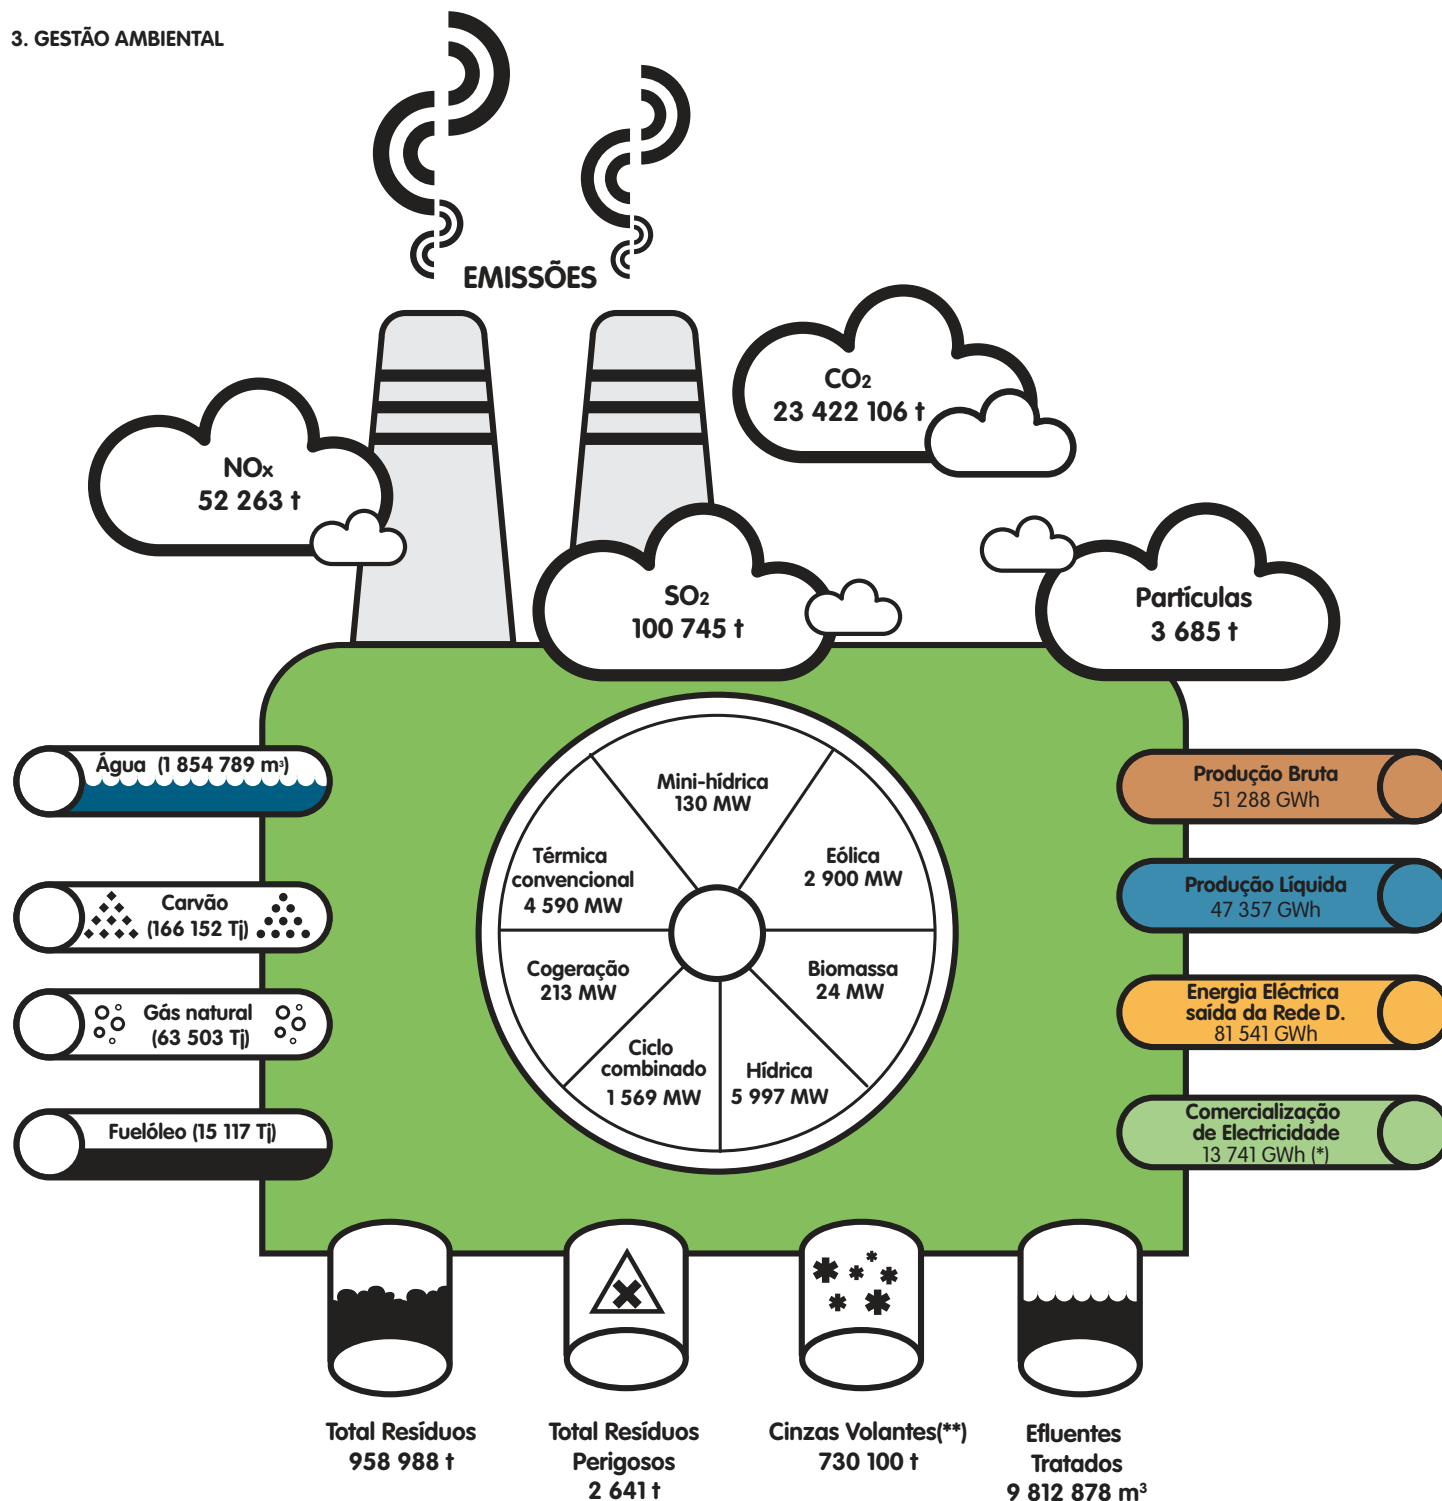 3. GESTÃO AMBIENTAL
EMISSÕES
CO2
23 422 106 t
NOx
52 263 t
SO2
100 745 t
Partículas
3 685 t
Água (1 854 789 m³)
Carvão
(166 152 Tj)
Gás natural
(63 503 Tj)
Fuelóleo (15 117 Tj)
Mini-hídrica
130 MW
Térmica
convencional
4 590 MW
Eólica
2 900 MW
Cogeração
213 MW
Biomassa
24 MW
Ciclo
combinado
1 569 MW
Hídrica
5 997 MW
Produção Bruta
51 288 GWh
Produção Líquida
47 357 GWh
Energia Eléctrica
saída da Rede D.
81 541 GWh
Comercialização
de Electricidade
13 741 GWh (*)
Total Resíduos
958 988 t
Total Resíduos
Perigosos
2 641 t
Cinzas Volantes(**)
730 100 t
Efluentes
Tratados
9 812 878 m³